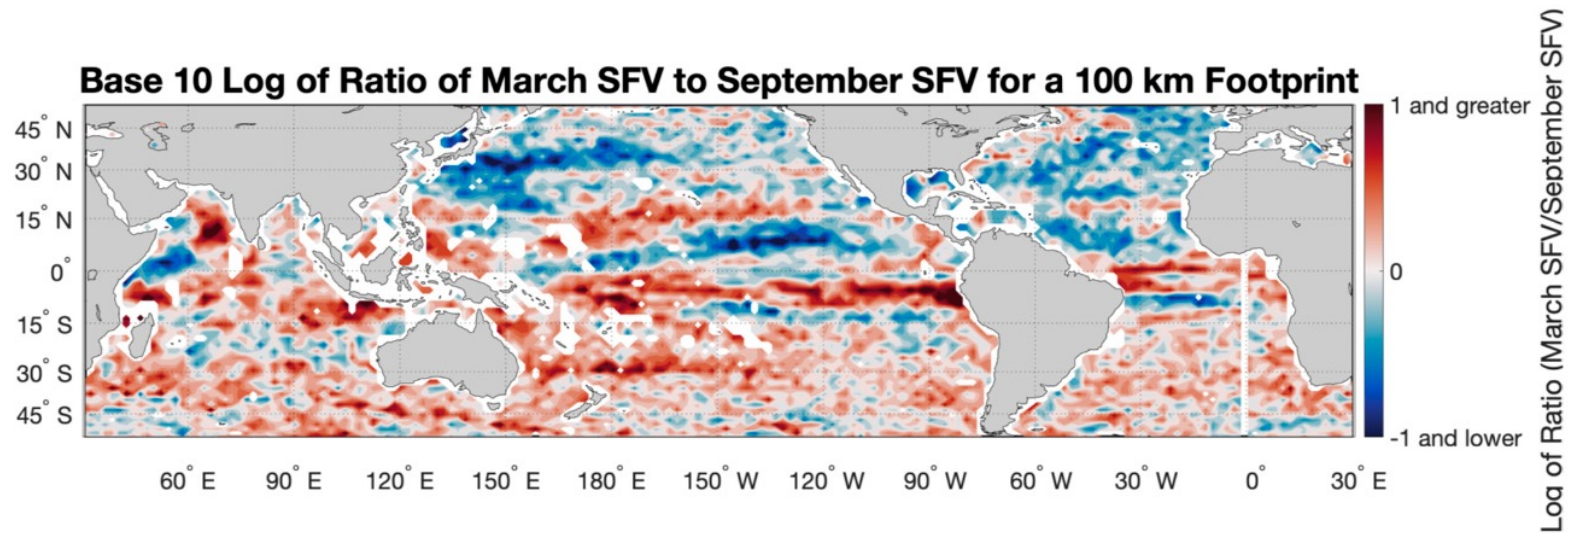 Base 10 Log of Ratio of March SFV to September SFV for a 100 km Footprint
45° N
30° N
15° N
0°
15° S
30° S
45° S
60° E
90° E
120° E
150° E
180° E
150° W
120° W
90° W
60° W
30° W
0°
30° E
1 and greater
0
-1 and lower
Log of Ratio (March SFV/September SFV)